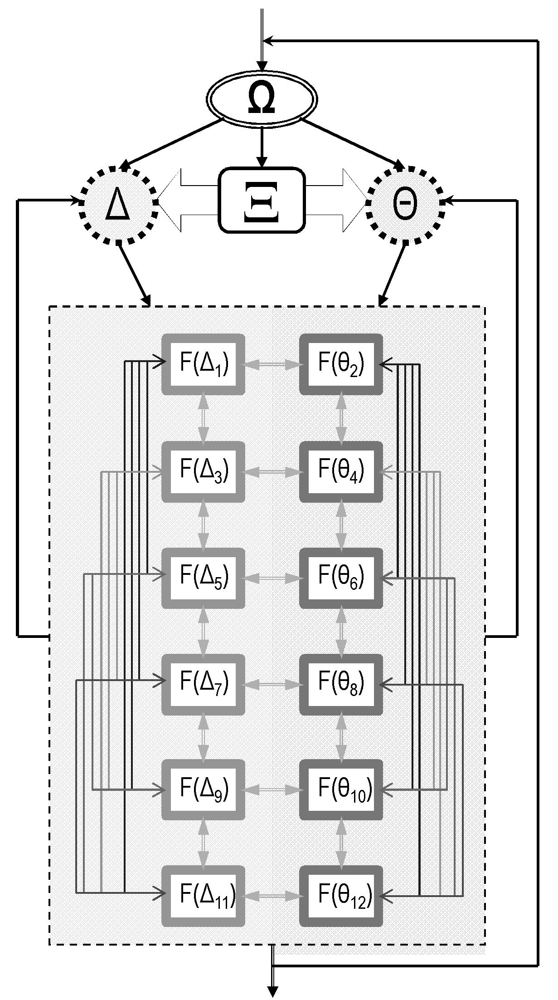 Ω
Δ Ξ Θ
F(Δ₁) F(θ₂)
F(Δ₃) F(θ₄)
F(Δ₅) F(θ₆)
F(Δ₇) F(θ₈)
F(Δ₉) F(θ₁₀)
F(Δ₁₁) F(θ₁₂)